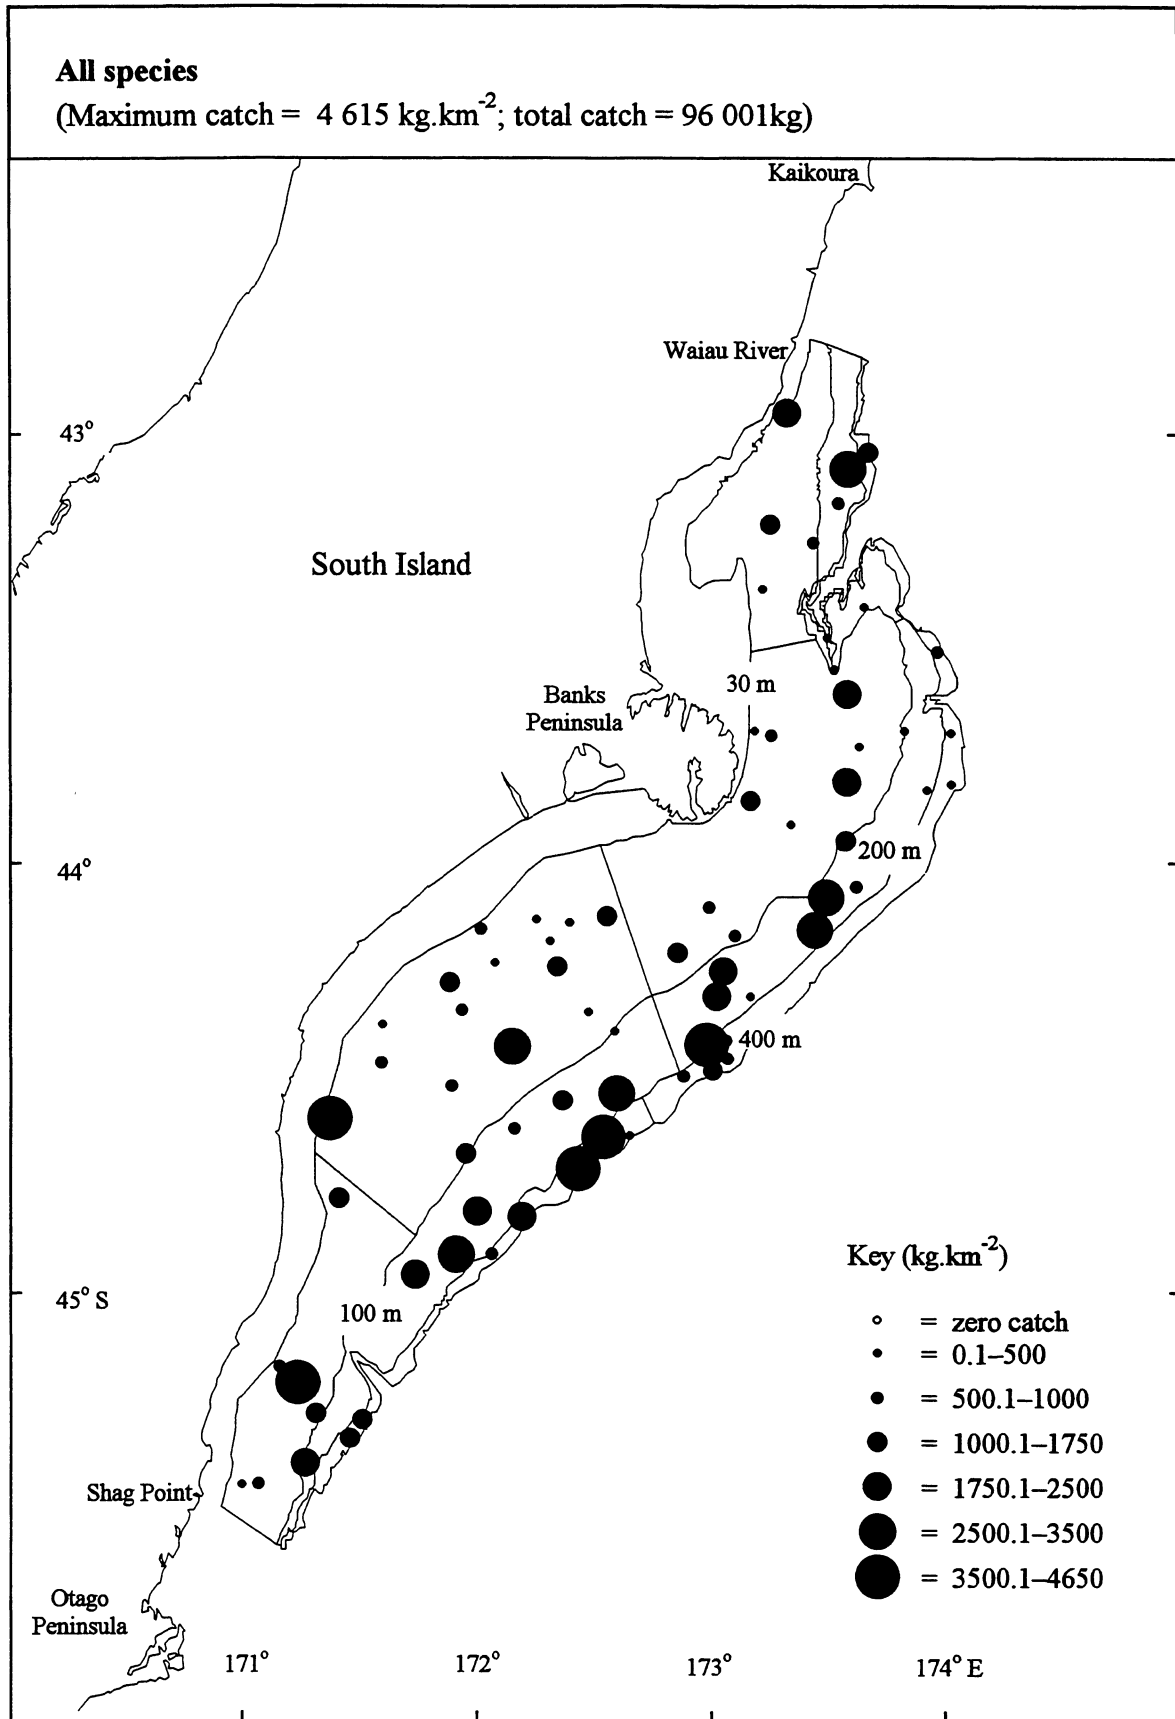 All species
(Maximum catch = 4 615 kg.km⁻²; total catch = 96 001kg)
Kaikoura
Waiau River
43°
South Island
30 m
Banks
Peninsula
200 m
44°
400 m
Key (kg.km⁻²)
45° S
100 m
= zero catch
= 0.1–500
= 500.1–1000
= 1000.1–1750
= 1750.1–2500
= 2500.1–3500
= 3500.1–4650
Shag Point
Otago
Peninsula
171°
172°
173°
174° E